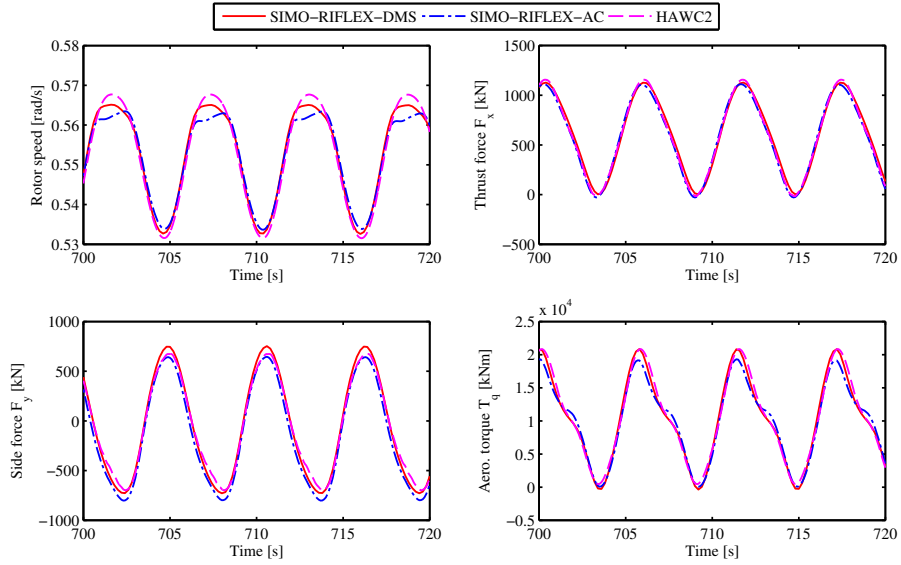 SIMO−RIFLEX−DMS SIMO−RIFLEX−AC HAWC2
0.58
0.57
0.56
0.55
0.54
0.53
700 705 710 715 720
Time [s]
Rotor speed [rad/s]
1500
1000
500
0
−500
700 705 710 715 720
Time [s]
Thrust force F_x [kN]
1000
500
0
−500
−1000
700 705 710 715 720
Time [s]
Side force F_y [kN]
x 10^4
2.5
2
1.5
1
0.5
0
−0.5
700 705 710 715 720
Time [s]
Aero. torque T_q [kNm]